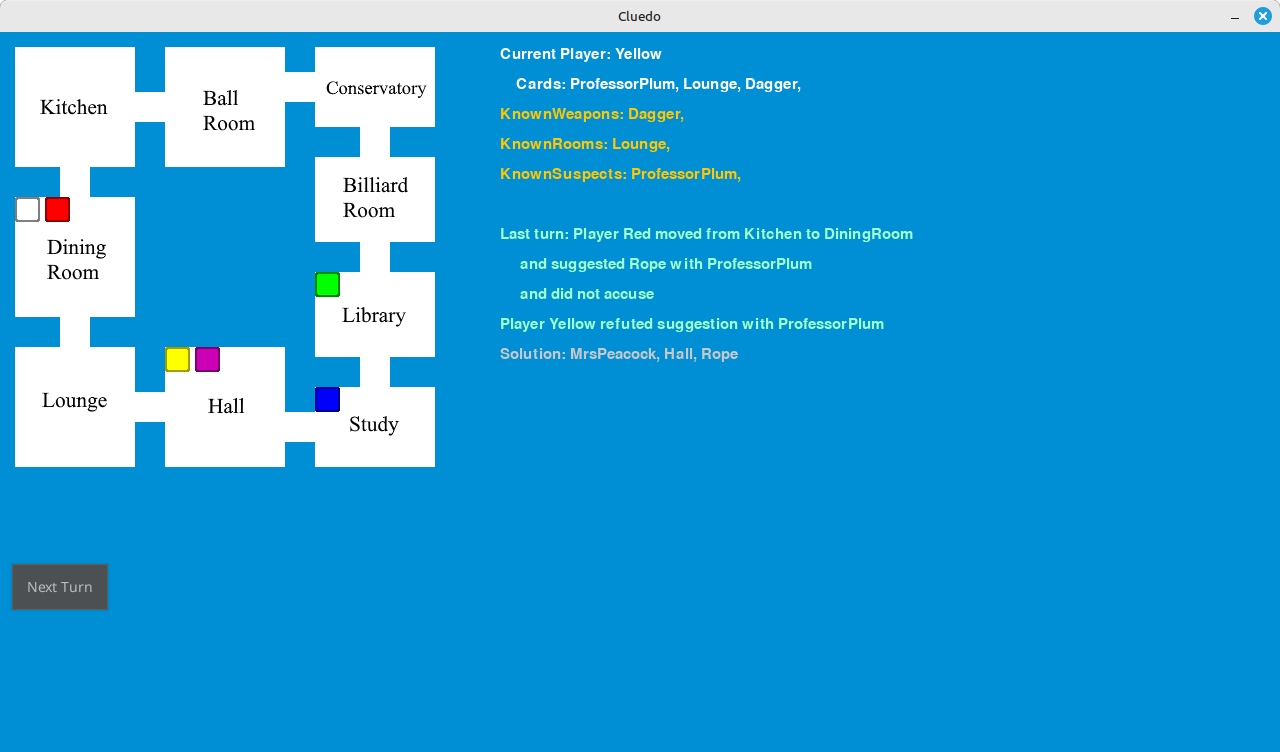 Cluedo
Kitchen
Ball
Room
Conservatory
Billiard
Room
Dining
Room
Library
Lounge
Hall
Study
Next Turn
Current Player: Yellow
Cards: ProfessorPlum, Lounge, Dagger,
KnownWeapons: Dagger,
KnownRooms: Lounge,
KnownSuspects: ProfessorPlum,
Last turn: Player Red moved from Kitchen to DiningRoom
and suggested Rope with ProfessorPlum
and did not accuse
Player Yellow refuted suggestion with ProfessorPlum
Solution: MrsPeacock, Hall, Rope